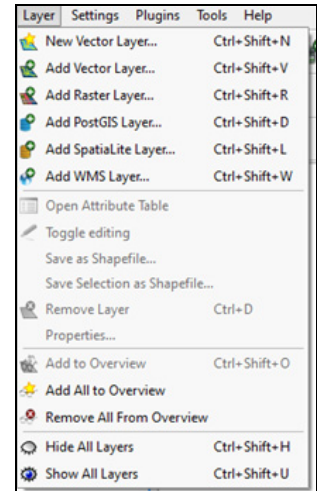 Layer Settings Plugins Tools Help
New Vector Layer... Ctrl+Shift+N
Add Vector Layer... Ctrl+Shift+V
Add Raster Layer... Ctrl+Shift+R
Add PostGIS Layer... Ctrl+Shift+D
Add SpatiaLite Layer... Ctrl+Shift+L
Add WMS Layer... Ctrl+Shift+W
Open Attribute Table
Toggle editing
Save as Shapefile...
Save Selection as Shapefile...
Remove Layer Ctrl+D
Properties...
Add to Overview Ctrl+Shift+O
Add All to Overview
Remove All From Overview
Hide All Layers Ctrl+Shift+H
Show All Layers Ctrl+Shift+U